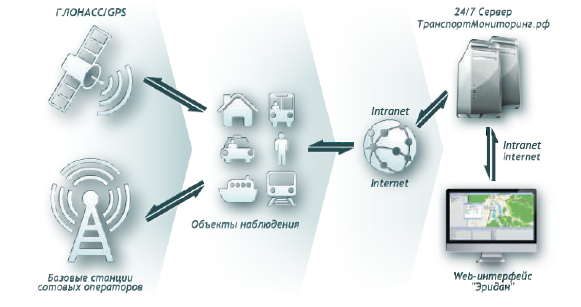 ГЛОНАСС/GPS
24/7 Сервер
ТранспортМониторинг.рф
Intranet
Internet
Intranet
internet
Объекты наблюдения
Базовые станции
сотовых операторов
Web-интерфейс
"Эридан"